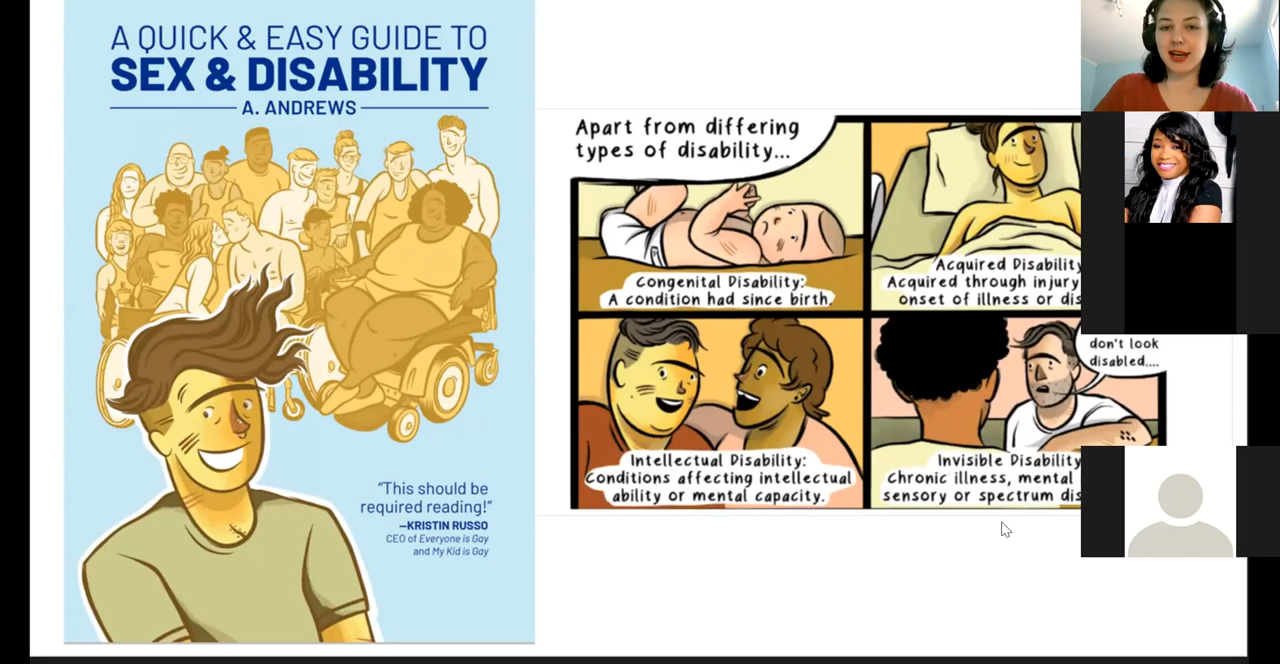 A QUICK & EASY GUIDE TO
SEX & DISABILITY
A. ANDREWS
"This should be
required reading!"
—KRISTIN RUSSO
CEO of Everyone is Gay
and My Kid is Gay
Apart from differing
types of disability...
Congenital Disability:
A condition had since birth.
Acquired Disability
Acquired through injury
onset of illness or dis
Intellectual Disability:
Conditions affecting intellectual
ability or mental capacity.
don't look
disabled....
Invisible Disability
Chronic illness, mental
sensory or spectrum dis